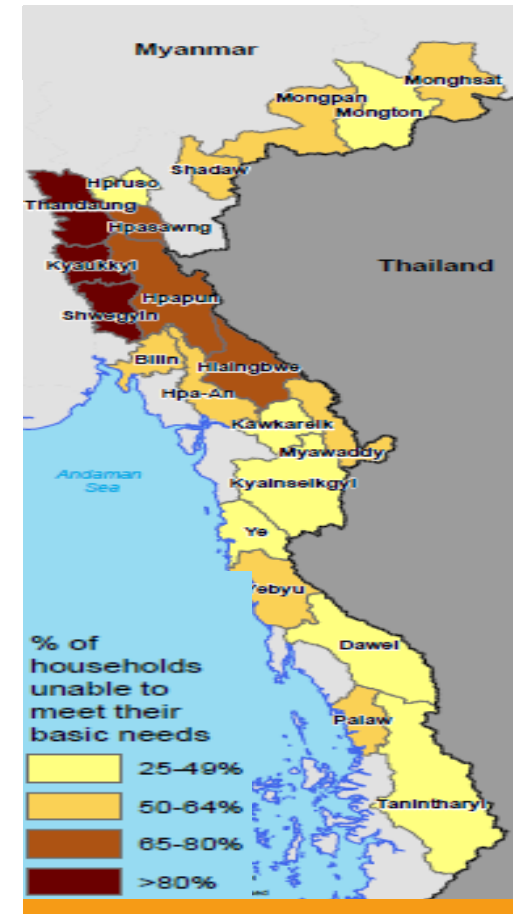 Myanmar
Monghsat
Mongpan
Mongton
Shadaw
Hpruso
Thandaung
Hpasawng
Kyaukkyi
Thailand
Hpapun
Shwegyin
Bilin
Hlaingbwe
Hpa-An
Kawkareik
Myawaddy
Andaman
Sea
Kyainseikgyi
Ye
Yebyu
% of
households
unable to
meet their
basic needs
Dawei
Palaw
25-49%
50-64%
Tanintharyi
65-80%
>80%